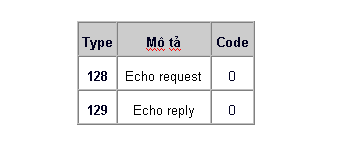 Type Mô tả Code
128 Echo request 0
129 Echo reply 0